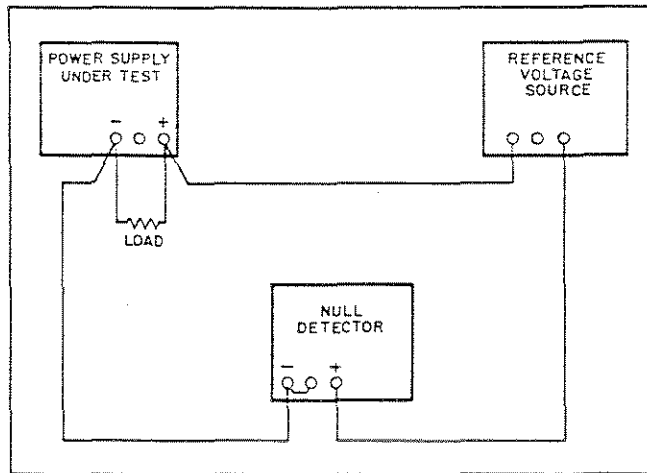 POWER SUPPLY
UNDER TEST
- +
REFERENCE
VOLTAGE
SOURCE
LOAD
NULL
DETECTOR
- +